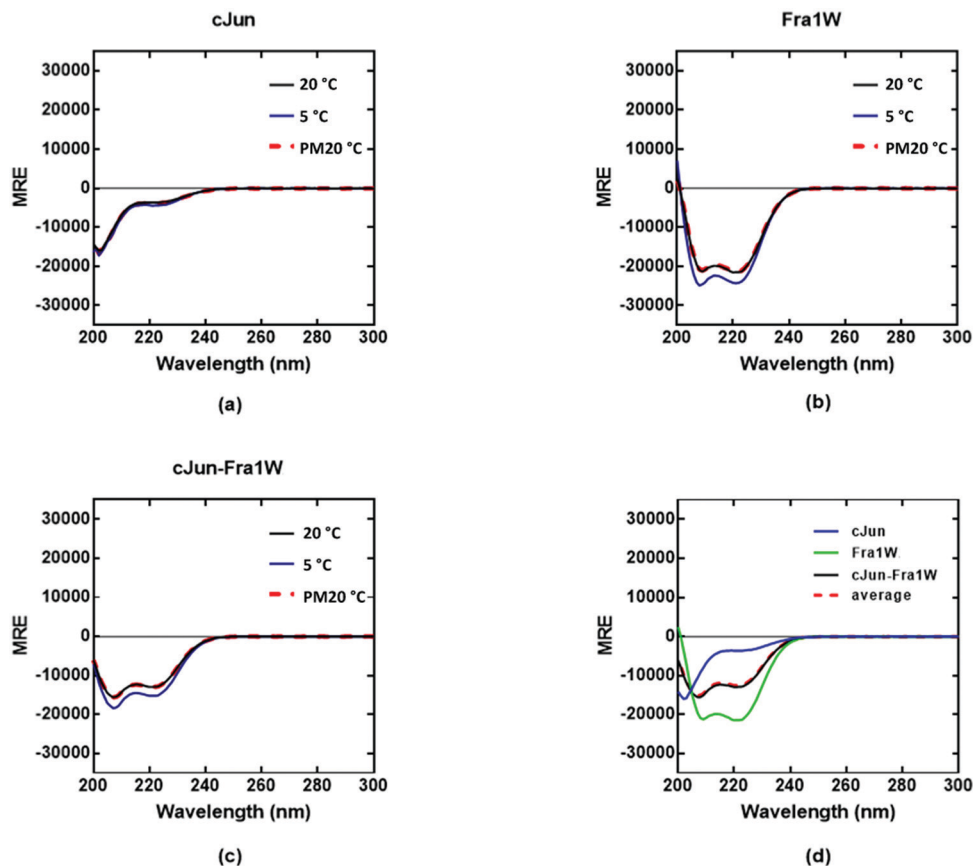 cJun
30000
20000
10000
0
-10000
-20000
-30000
MRE
20 °C
5 °C
PM20 °C
200 220 240 260 280 300
Wavelength (nm)
(a)
Fra1W
30000
20000
10000
0
-10000
-20000
-30000
MRE
20 °C
5 °C
PM20 °C
200 220 240 260 280 300
Wavelength (nm)
(b)
cJun-Fra1W
30000
20000
10000
0
-10000
-20000
-30000
MRE
20 °C
5 °C
PM20 °C
200 220 240 260 280 300
Wavelength (nm)
(c)
30000
20000
10000
0
-10000
-20000
-30000
MRE
cJun
Fra1W
cJun-Fra1W
average
200 220 240 260 280 300
Wavelength (nm)
(d)